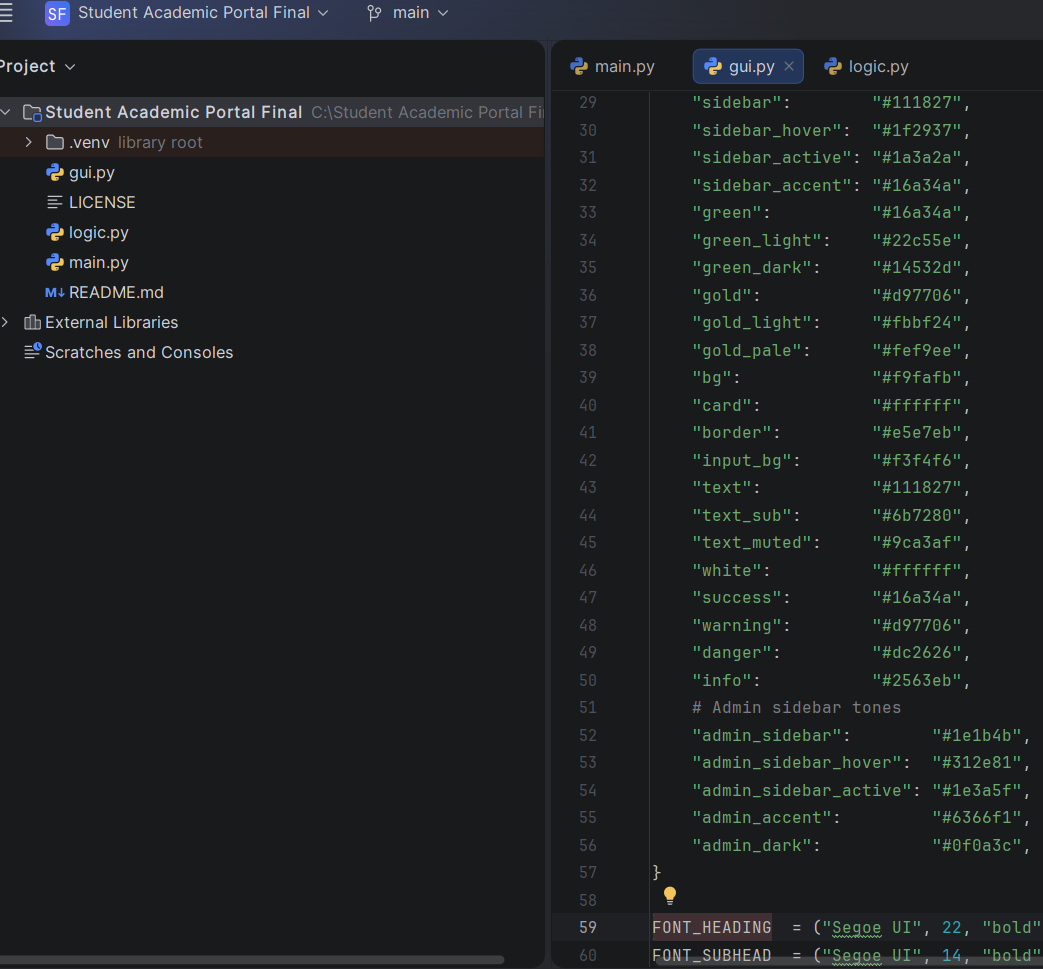 SF Student Academic Portal Final main
Project
Student Academic Portal Final C:\Student Academic Portal Fi
.venv library root
gui.py
LICENSE
logic.py
main.py
M↓ README.md
External Libraries
Scratches and Consoles
main.py gui.py logic.py
29 "sidebar": "#111827",
30 "sidebar_hover": "#1f2937",
31 "sidebar_active": "#1a3a2a",
32 "sidebar_accent": "#16a34a",
33 "green": "#16a34a",
34 "green_light": "#22c55e",
35 "green_dark": "#14532d",
36 "gold": "#d97706",
37 "gold_light": "#fbbf24",
38 "gold_pale": "#fef9ee",
39 "bg": "#f9fafb",
40 "card": "#ffffff",
41 "border": "#e5e7eb",
42 "input_bg": "#f3f4f6",
43 "text": "#111827",
44 "text_sub": "#6b7280",
45 "text_muted": "#9ca3af",
46 "white": "#ffffff",
47 "success": "#16a34a",
48 "warning": "#d97706",
49 "danger": "#dc2626",
50 "info": "#2563eb",
51 # Admin sidebar tones
52 "admin_sidebar": "#1e1b4b",
53 "admin_sidebar_hover": "#312e81",
54 "admin_sidebar_active": "#1e3a5f",
55 "admin_accent": "#6366f1",
56 "admin_dark": "#0f0a3c",
57 }
58
59 FONT_HEADING = ("Segoe UI", 22, "bold"
60 FONT_SUBHEAD = ("Segoe UI", 14, "bold"